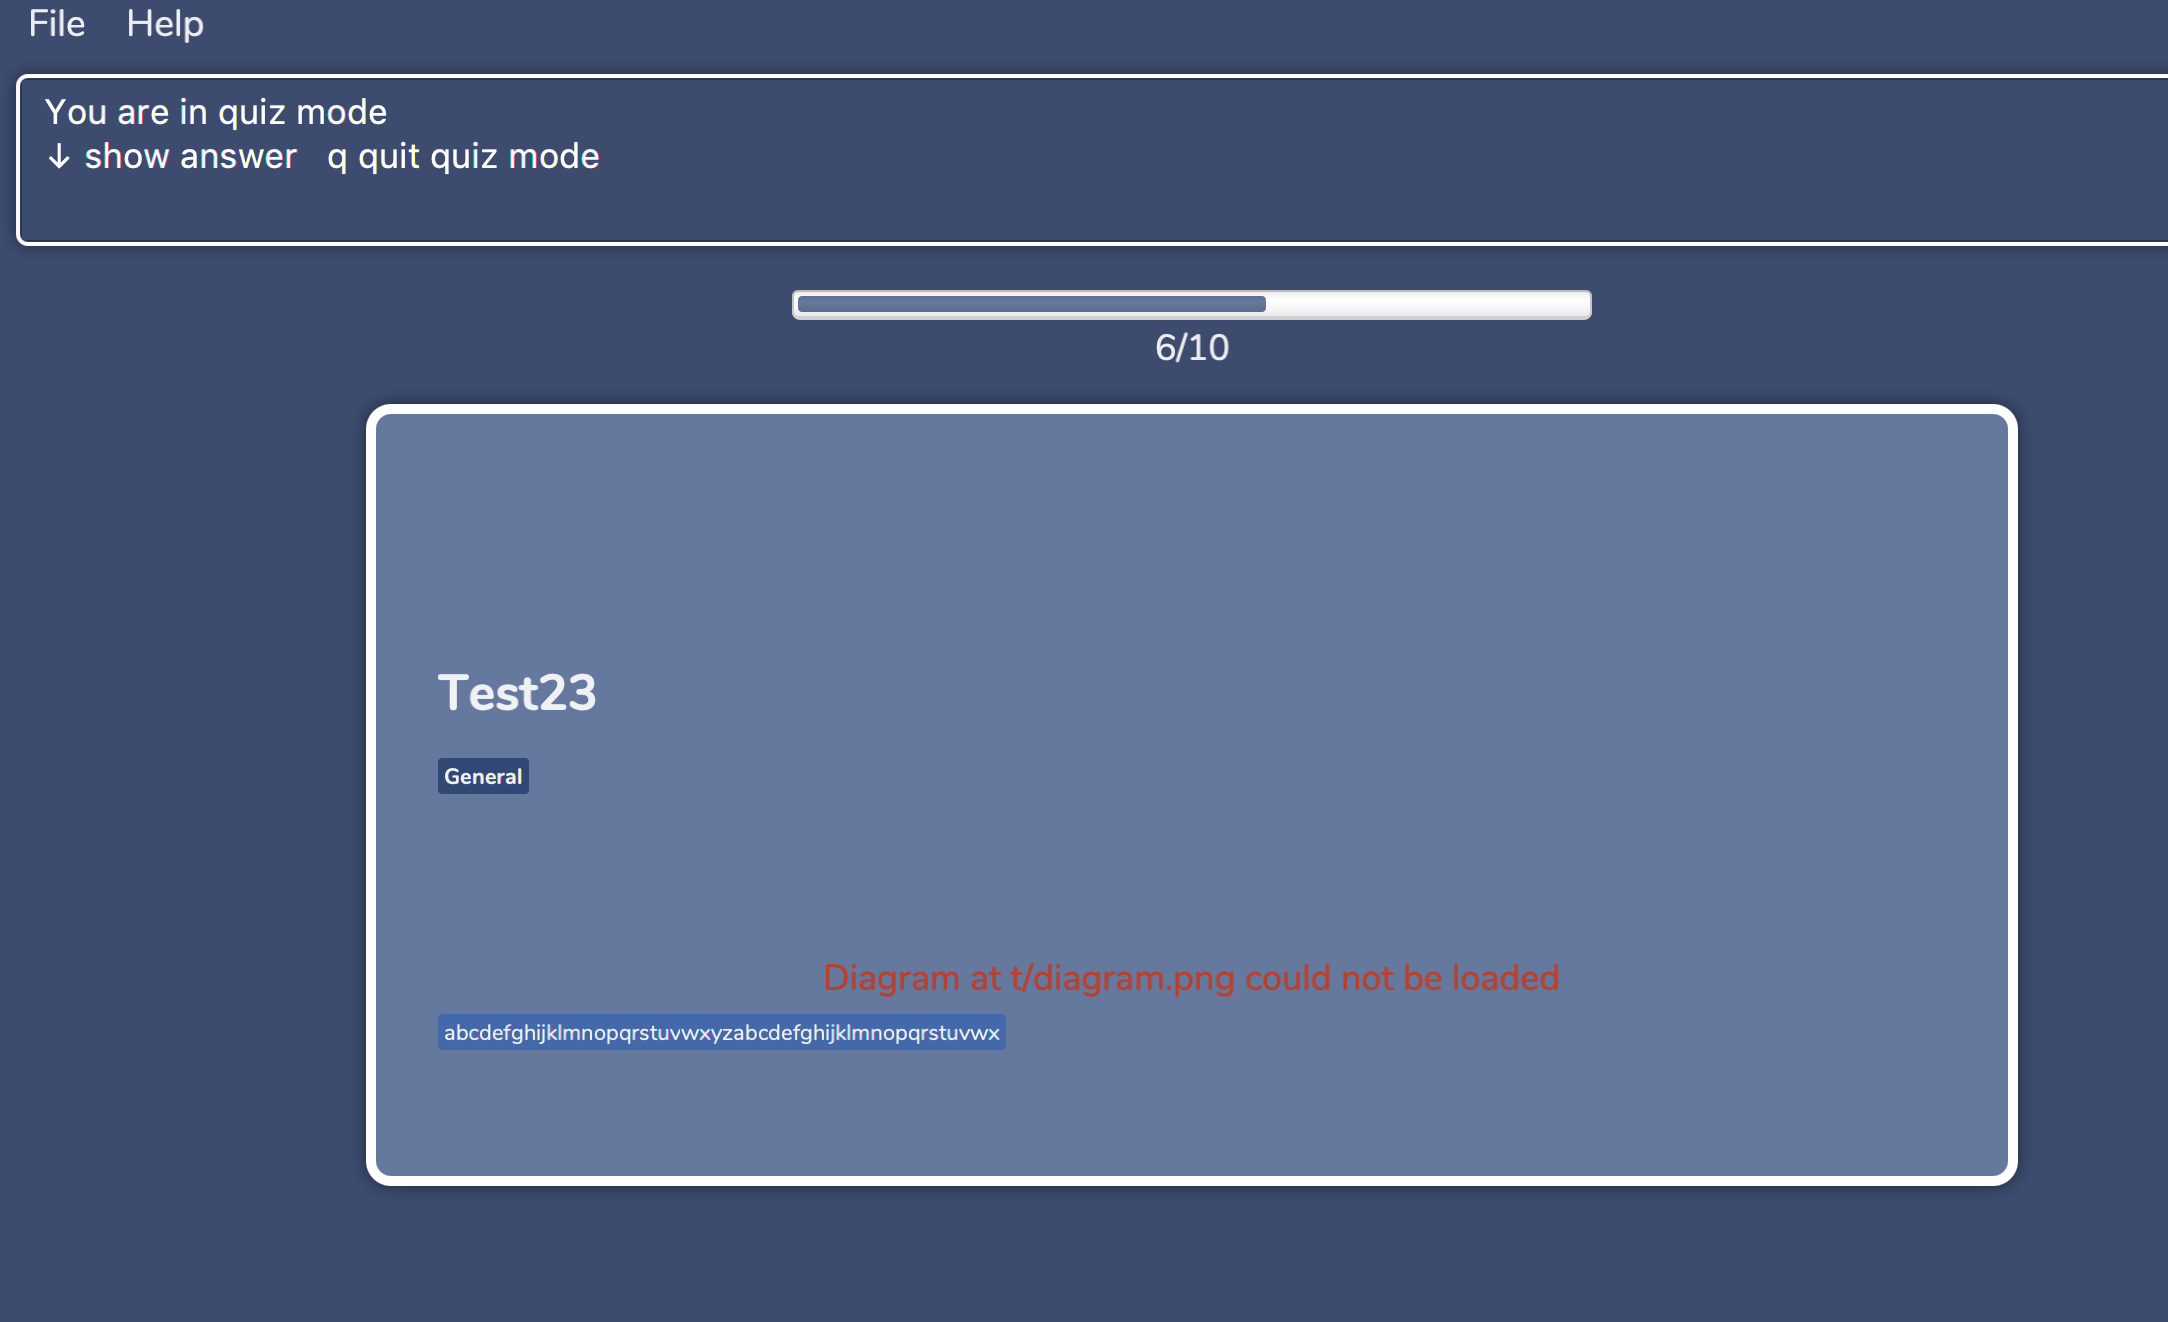 File Help
You are in quiz mode
↓ show answer q quit quiz mode
6/10
Test23
General
Diagram at t/diagram.png could not be loaded
abcdefghijklmnopqrstuvwxyzabcdefghijklmnopqrstuvwx